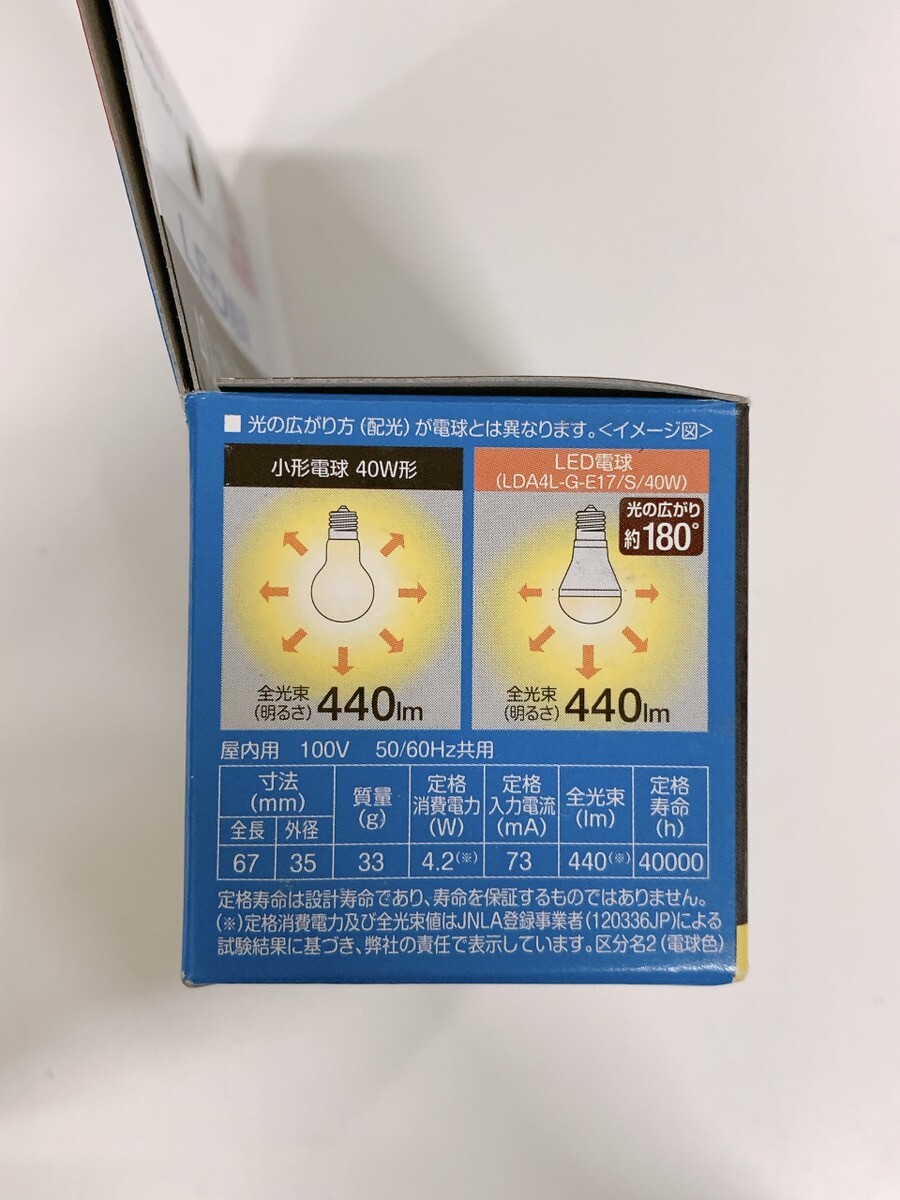 ■ 光の広がり方（配光）が電球とは異なります。＜イメージ図＞
小形電球 40W形
全光束
(明るさ) 440lm
LED電球
(LDA4L-G-E17/S/40W)
光の広がり
約180°
全光束
(明るさ) 440lm
屋内用 100V 50/60Hz共用
寸法
(mm)
全長 外径
質量
(g)
定格
消費電力
(W)
定格
入力電流
(mA)
全光束
(lm)
定格
寿命
(h)
67 35 33 4.2(※) 73 440(※) 40000
定格寿命は設計寿命であり、寿命を保証するものではありません。
(※)定格消費電力及び全光束値はJNLA登録事業者(120336JP)による
試験結果に基づき、弊社の責任で表示しています。区分名2（電球色）